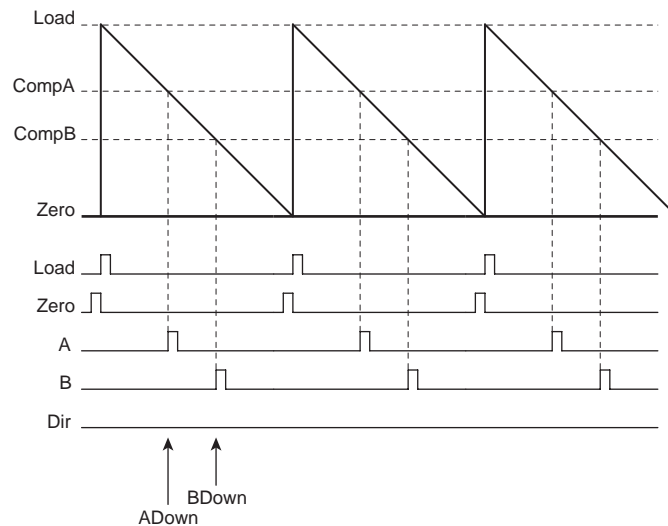 Load
CompA
CompB
Zero
Load
Zero
A
B
Dir
BDown
ADown